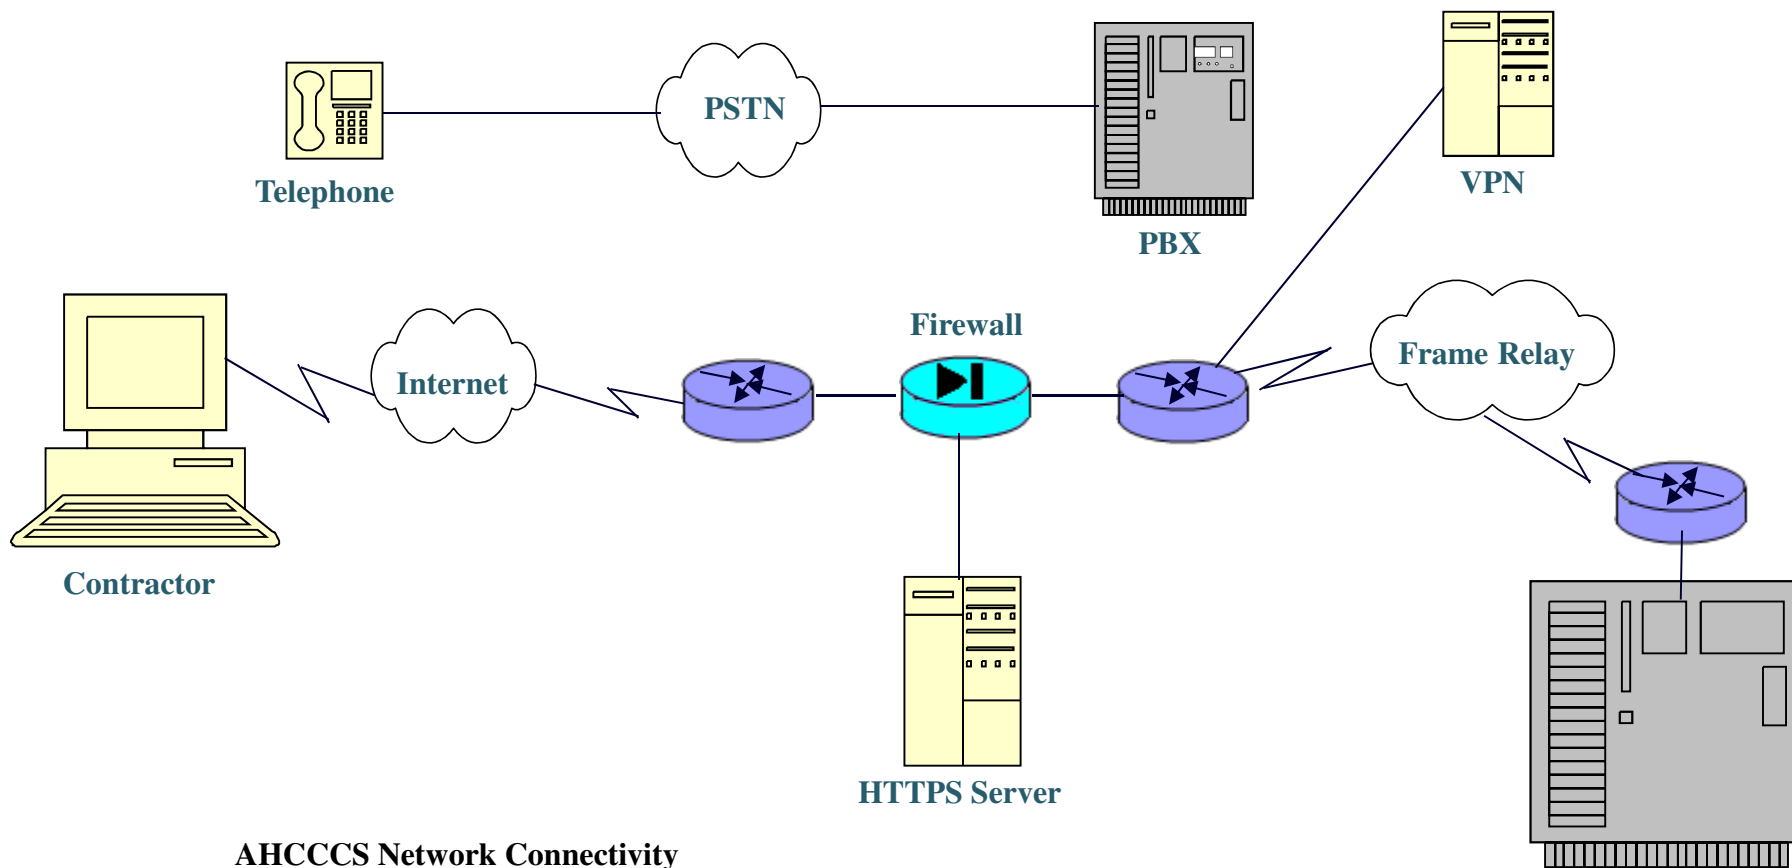 PSTN
Telephone
VPN
PBX
Firewall
Frame Relay
Internet
Contractor
HTTPS Server
AHCCCS Network Connectivity